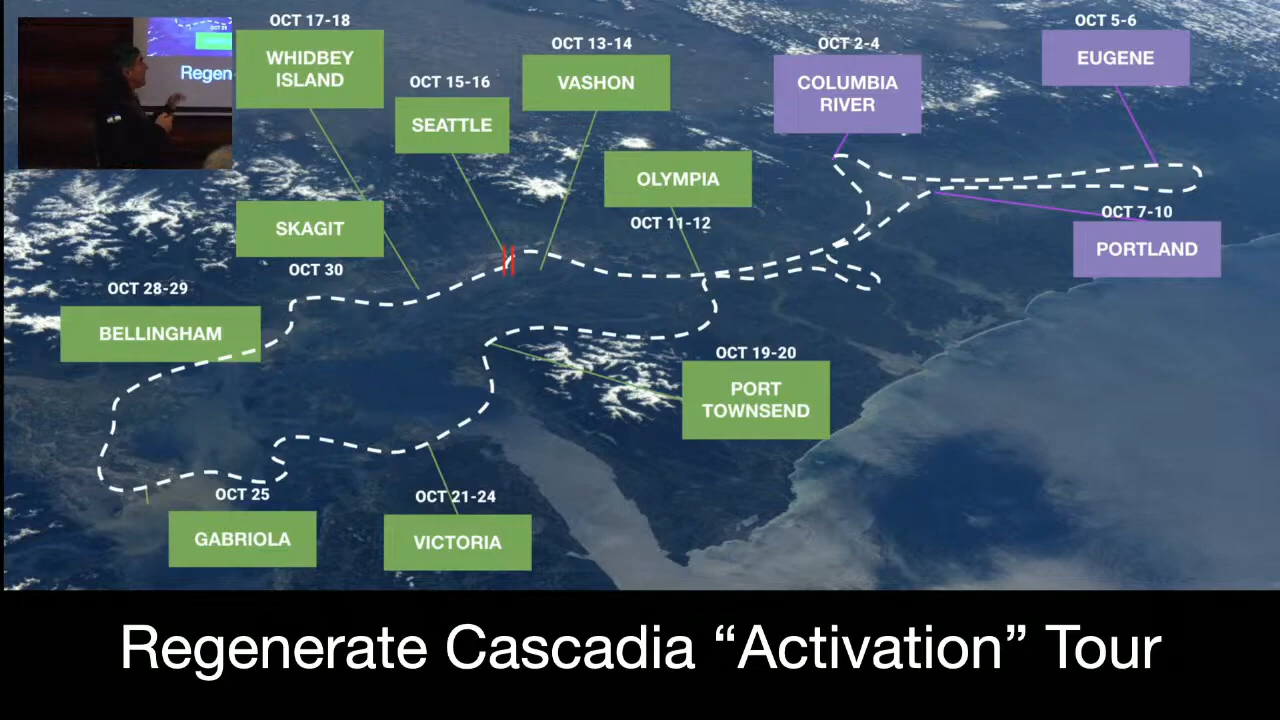 OCT 17-18
WHIDBEY
ISLAND
OCT 15-16
SEATTLE
OCT 13-14
VASHON
OCT 2-4
COLUMBIA
RIVER
OCT 5-6
EUGENE
Regen
OLYMPIA
OCT 11-12
OCT 7-10
PORTLAND
SKAGIT
OCT 30
OCT 28-29
BELLINGHAM
OCT 19-20
PORT
TOWNSEND
OCT 25
GABRIOLA
OCT 21-24
VICTORIA
Regenerate Cascadia “Activation” Tour